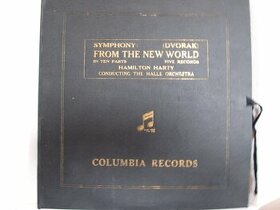 SYMPHONY: (DVORAK)
FROM THE NEW WORLD
IN TEN PARTS FIVE RECORDS
HAMILTON HARTY
CONDUCTING THE HALLE ORCHESTRA
COLUMBIA RECORDS